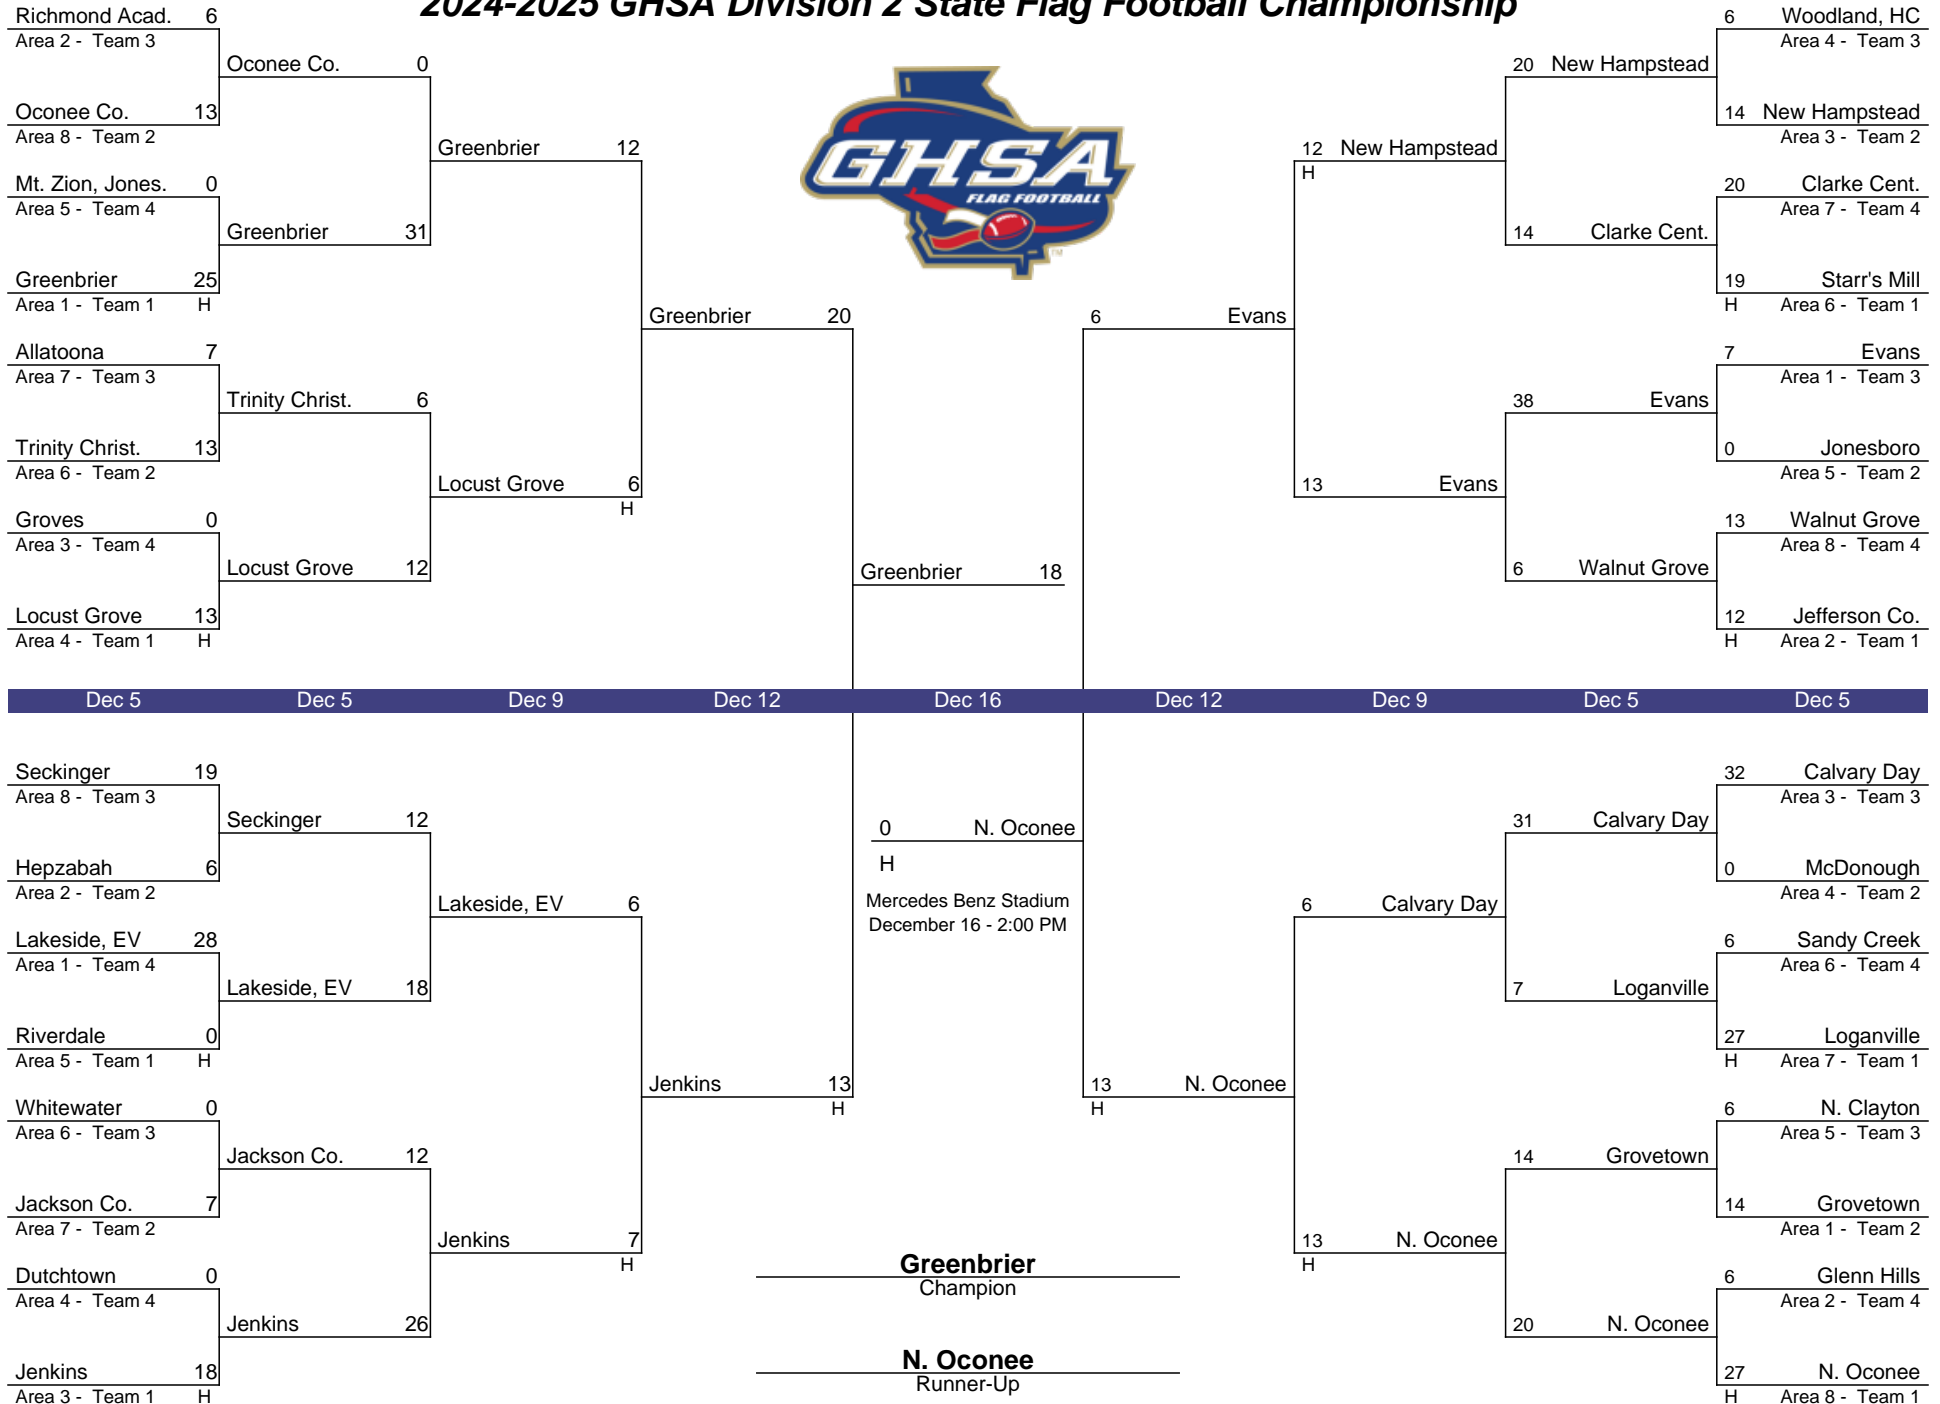 2024-2025 GHSA Division 2 State Flag Football Championship
GHSA
FLAG FOOTBALL
TM
Richmond Acad. 6
Area 2 - Team 3
Oconee Co. 13
Area 8 - Team 2
Mt. Zion, Jones. 0
Area 5 - Team 4
Greenbrier 25
Area 1 - Team 1 H
Allatoona 7
Area 7 - Team 3
Trinity Christ. 13
Area 6 - Team 2
Groves 0
Area 3 - Team 4
Locust Grove 13
Area 4 - Team 1 H
Oconee Co. 0
Greenbrier 31
Trinity Christ. 6
Locust Grove 12
Greenbrier 12
Locust Grove 6
H
Greenbrier 20
Greenbrier 18
6 Evans
12 New Hampstead
H
13 Evans
20 New Hampstead
14 Clarke Cent.
38 Evans
6 Walnut Grove
6 Woodland, HC
Area 4 - Team 3
14 New Hampstead
Area 3 - Team 2
20 Clarke Cent.
Area 7 - Team 4
19 Starr's Mill
H Area 6 - Team 1
7 Evans
Area 1 - Team 3
0 Jonesboro
Area 5 - Team 2
13 Walnut Grove
Area 8 - Team 4
12 Jefferson Co.
H Area 2 - Team 1
Dec 5 Dec 5 Dec 9 Dec 12 Dec 16 Dec 12 Dec 9 Dec 5 Dec 5
Seckinger 19
Area 8 - Team 3
Hepzabah 6
Area 2 - Team 2
Lakeside, EV 28
Area 1 - Team 4
Riverdale 0
Area 5 - Team 1 H
Whitewater 0
Area 6 - Team 3
Jackson Co. 7
Area 7 - Team 2
Dutchtown 0
Area 4 - Team 4
Jenkins 18
Area 3 - Team 1 H
Seckinger 12
Lakeside, EV 18
Jackson Co. 12
Jenkins 26
Lakeside, EV 6
Jenkins 7
H
Jenkins 13
H
0 N. Oconee
H
Mercedes Benz Stadium
December 16 - 2:00 PM
13 N. Oconee
H
6 Calvary Day
13 N. Oconee
H
31 Calvary Day
7 Loganville
14 Grovetown
20 N. Oconee
32 Calvary Day
Area 3 - Team 3
0 McDonough
Area 4 - Team 2
6 Sandy Creek
Area 6 - Team 4
27 Loganville
H Area 7 - Team 1
6 N. Clayton
Area 5 - Team 3
14 Grovetown
Area 1 - Team 2
6 Glenn Hills
Area 2 - Team 4
27 N. Oconee
H Area 8 - Team 1
Greenbrier
Champion
N. Oconee
Runner-Up